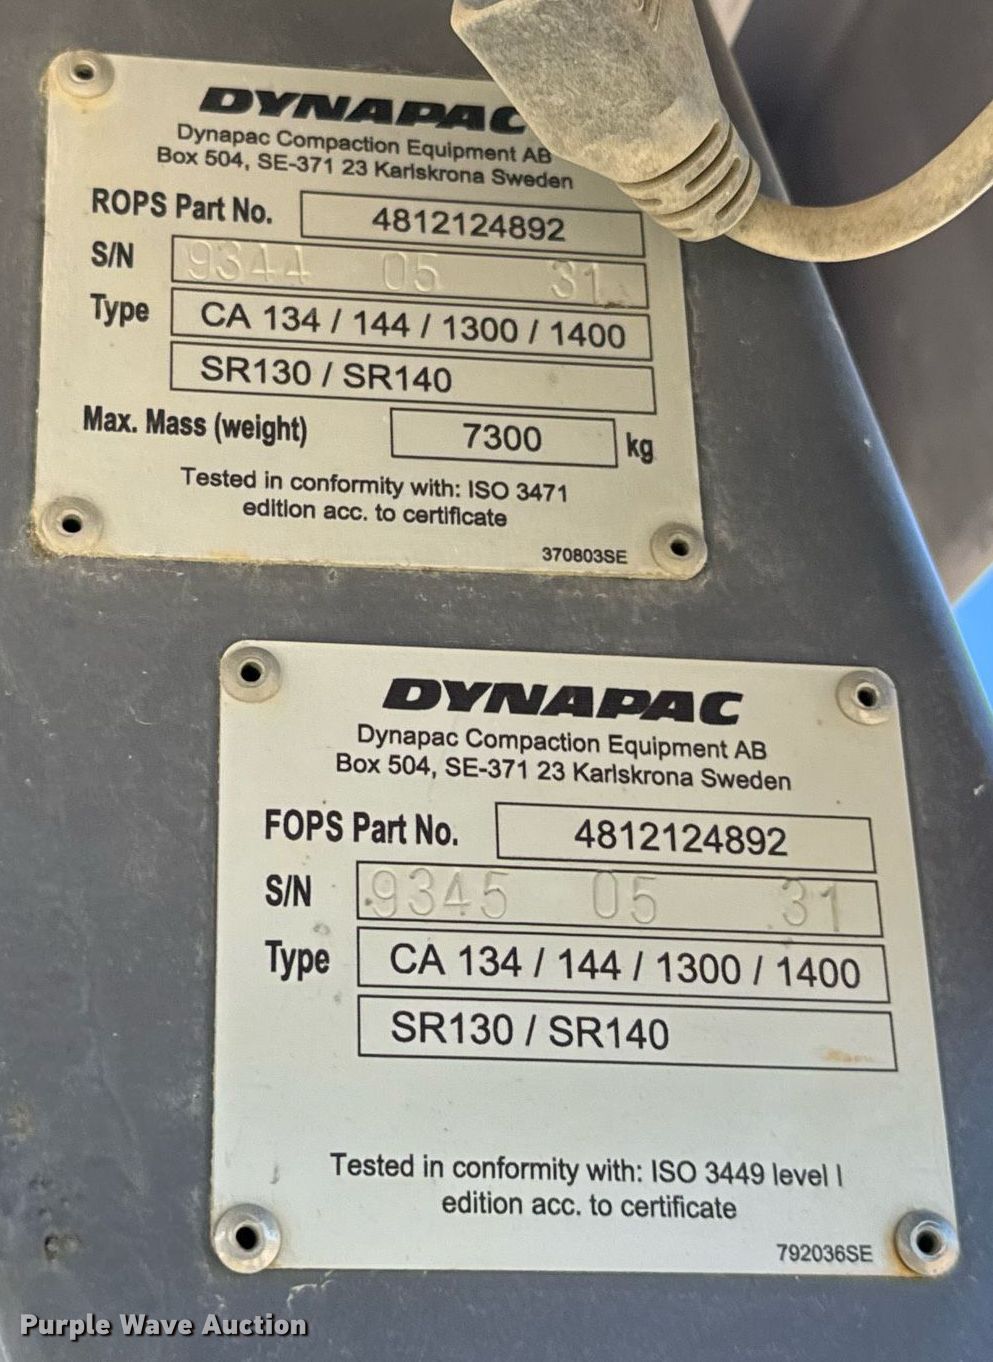 DYNAPAC
Dynapac Compaction Equipment AB
Box 504, SE-371 23 Karlskrona Sweden
ROPS Part No. 4812124892
S/N 9344 05 31
Type CA 134 / 144 / 1300 / 1400
SR130 / SR140
Max. Mass (weight) 7300 kg
Tested in conformity with: ISO 3471
edition acc. to certificate
370803SE
DYNAPAC
Dynapac Compaction Equipment AB
Box 504, SE-371 23 Karlskrona Sweden
FOPS Part No. 4812124892
S/N 9345 05 31
Type CA 134 / 144 / 1300 / 1400
SR130 / SR140
Tested in conformity with: ISO 3449 level I
edition acc. to certificate
792036SE
Purple Wave Auction